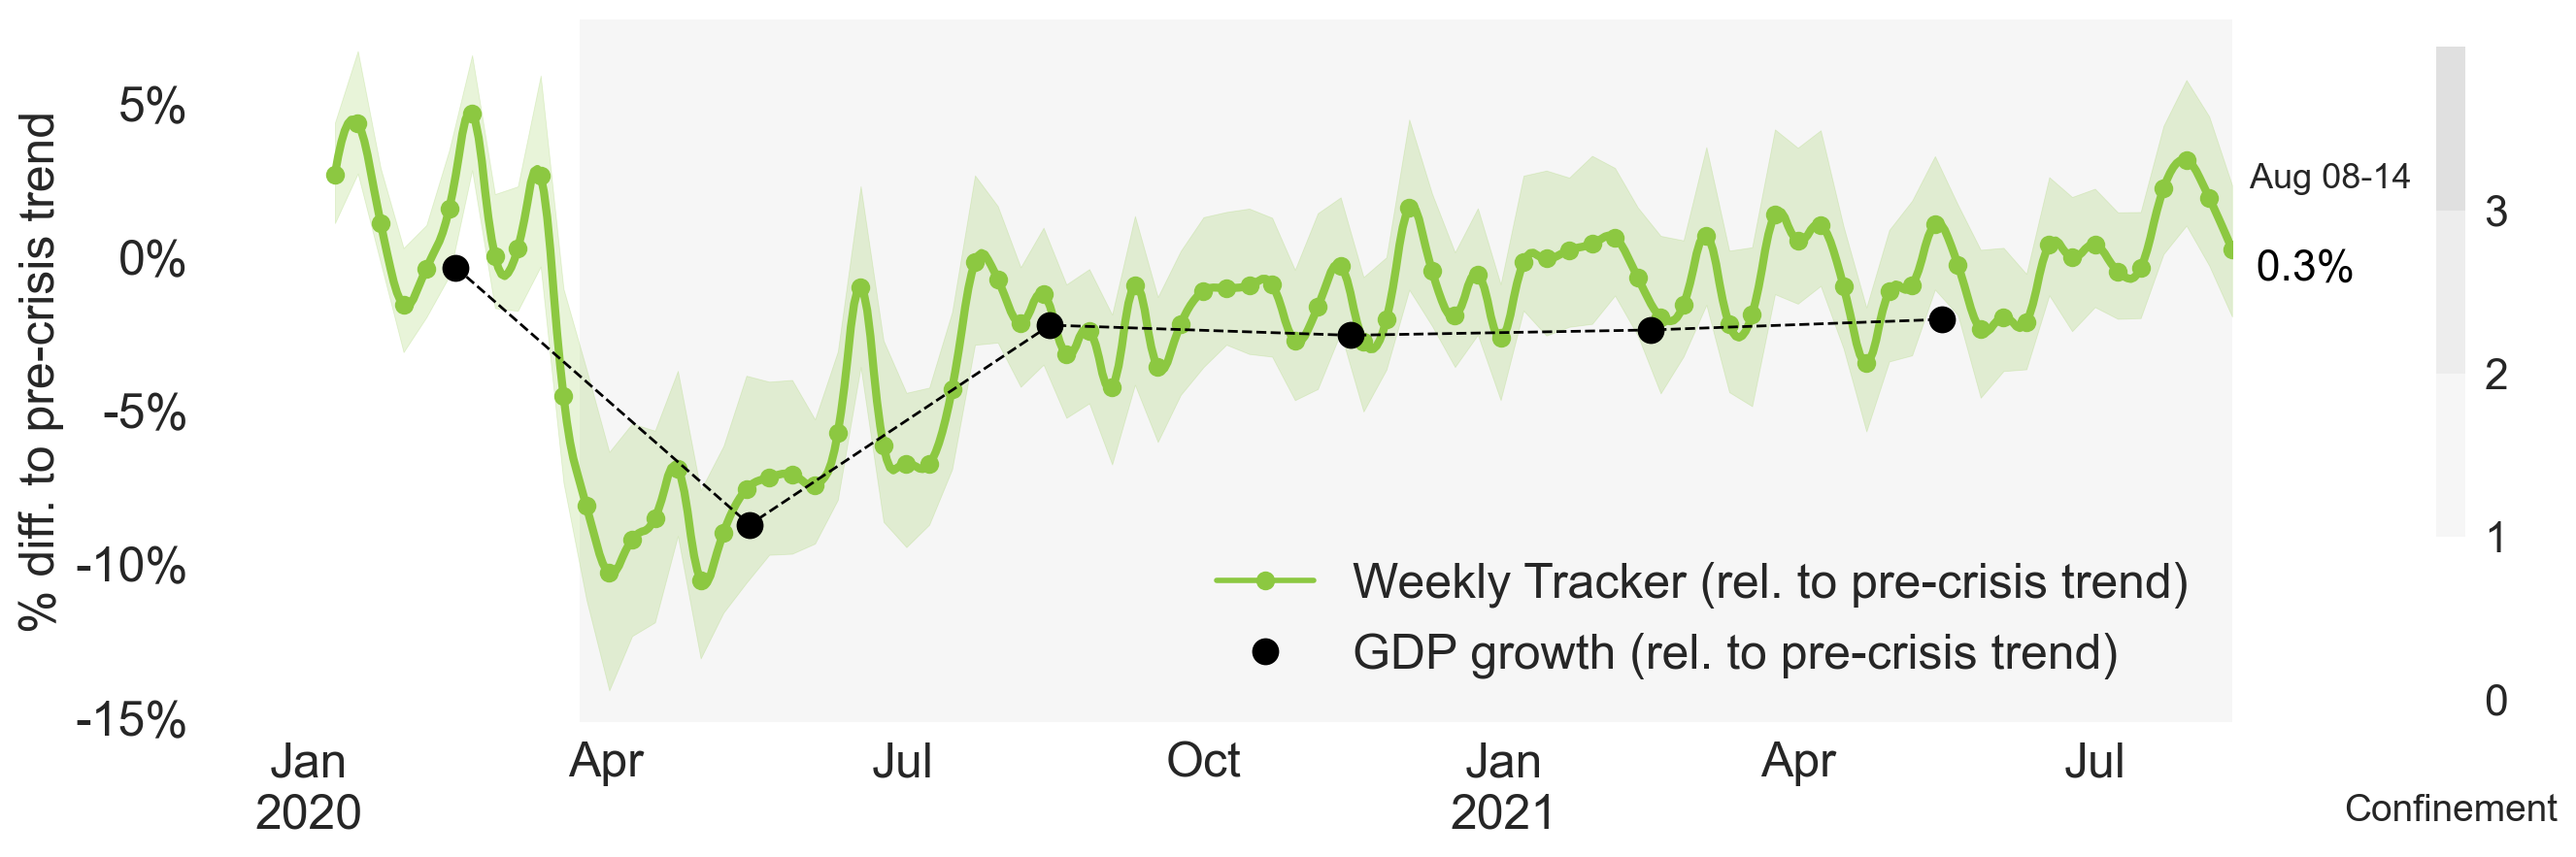 % diff. to pre-crisis trend
5%
0%
-5%
-10%
-15%
Jan
2020
Apr
Jul
Oct
Jan
2021
Apr
Jul
Weekly Tracker (rel. to pre-crisis trend)
GDP growth (rel. to pre-crisis trend)
Aug 08-14
0.3%
3
2
1
0
Confinement